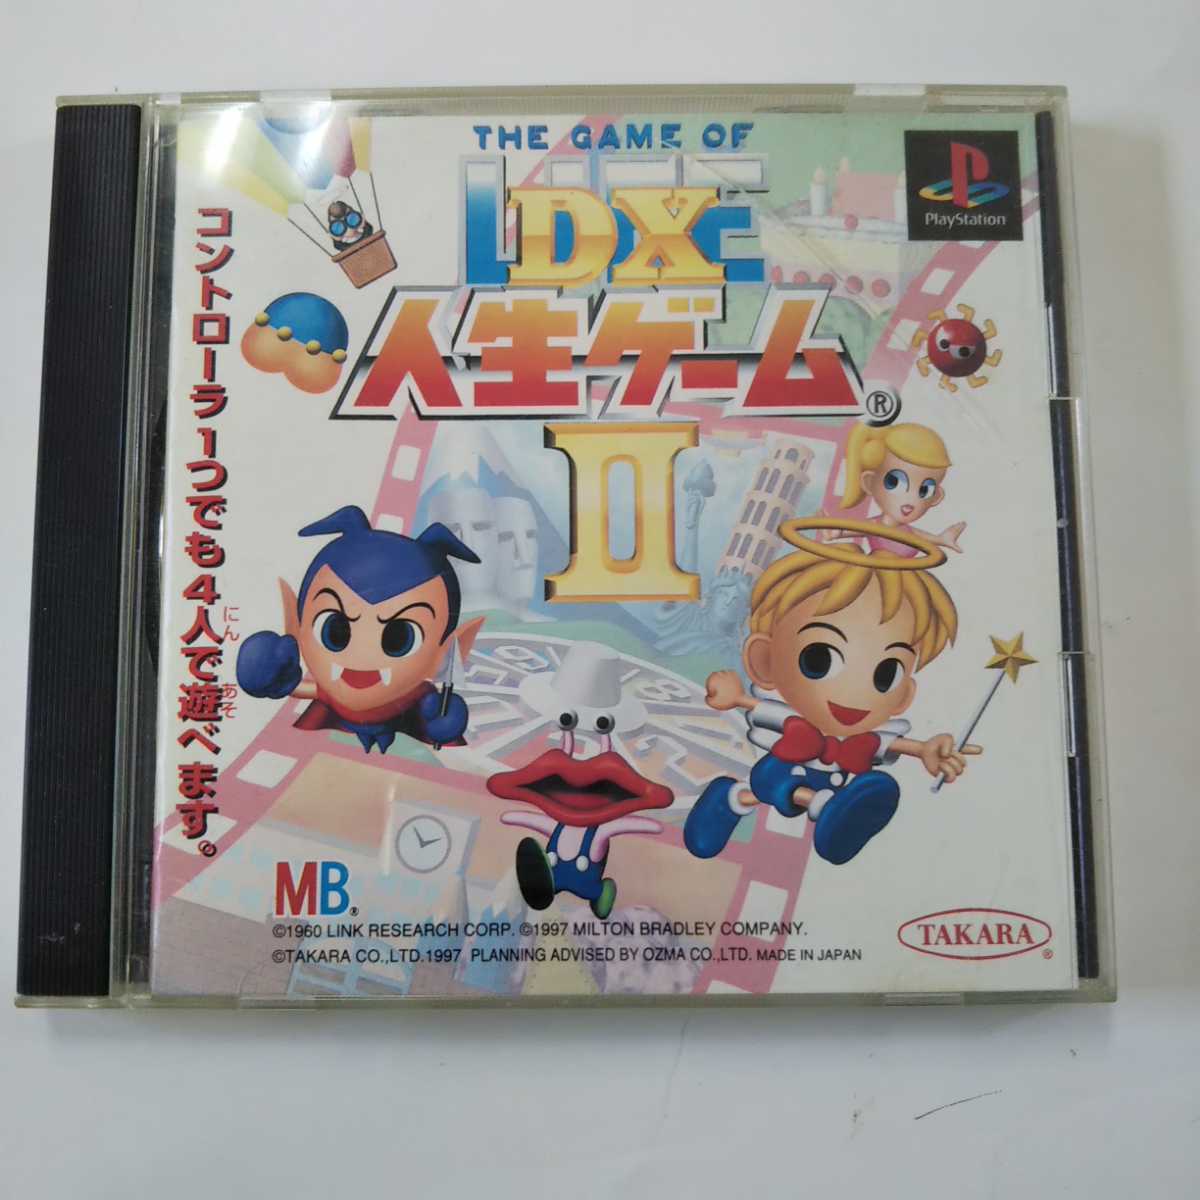 THE GAME OF
LIFE
DX
人生ゲーム®
II
PlayStation
コントローラ1つでも4人で遊べます。
にん
あそ
MB®
©1960 LINK RESEARCH CORP. ©1997 MILTON BRADLEY COMPANY.
©TAKARA CO.,LTD.1997 PLANNING ADVISED BY OZMA CO.,LTD. MADE IN JAPAN
TAKARA®